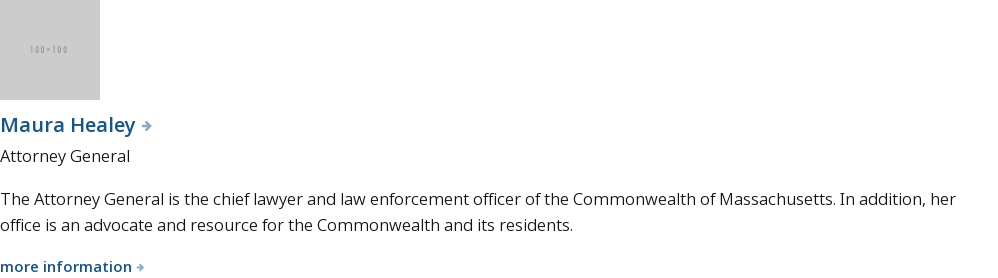 100×100
Maura Healey →
Attorney General
The Attorney General is the chief lawyer and law enforcement officer of the Commonwealth of Massachusetts. In addition, her
office is an advocate and resource for the Commonwealth and its residents.
more information →